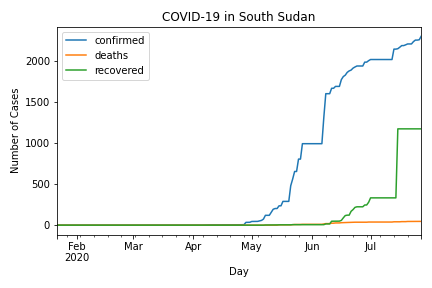 COVID-19 in South Sudan
confirmed
deaths
recovered
Number of Cases
2000
1500
1000
500
0
Feb Mar Apr May Jun Jul
2020
Day